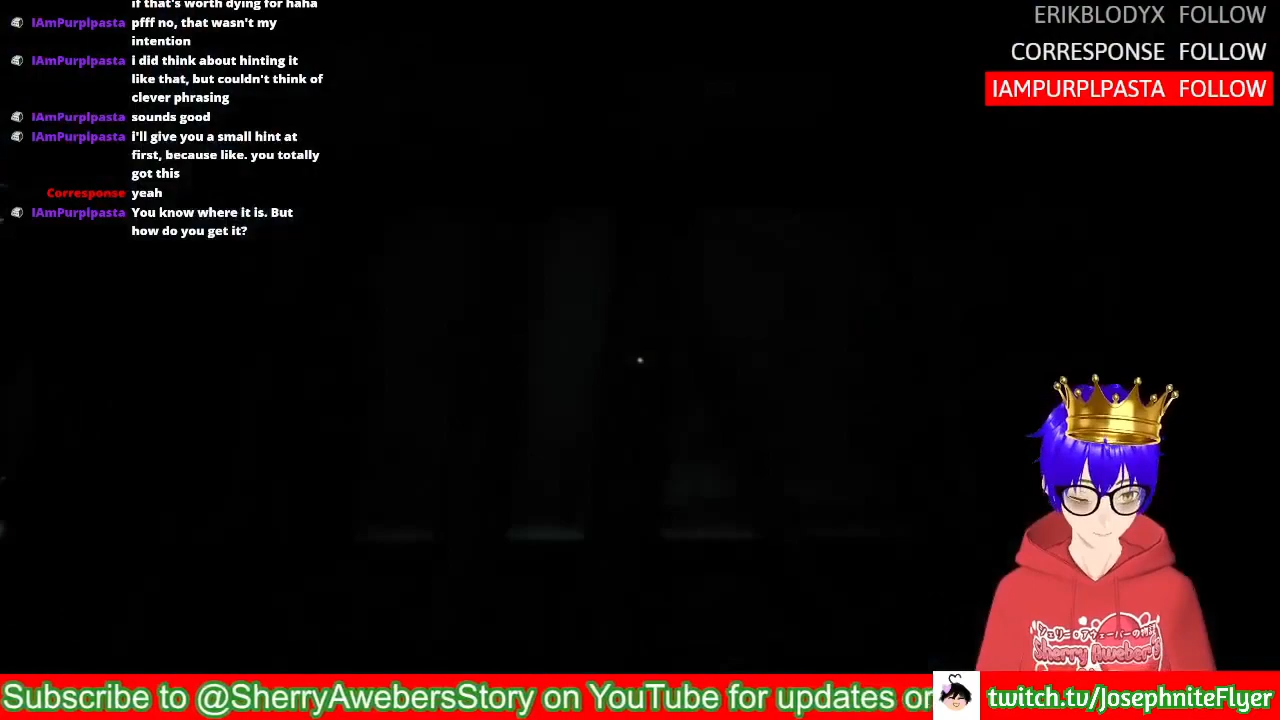 if that's worth dying for haha
IAmPurplpasta pfff no, that wasn't my
intention
IAmPurplpasta i did think about hinting it
like that, but couldn't think of
clever phrasing
IAmPurplpasta sounds good
IAmPurplpasta i'll give you a small hint at
first, because like. you totally
got this
Corresponse yeah
IAmPurplpasta You know where it is. But
how do you get it?
ERIKBLODYX FOLLOW
CORRESPONSE FOLLOW
IAMPURPLPASTA FOLLOW
Sherry Aweber's
Subscribe to @SherryAwebersStory on YouTube for updates or
twitch.tv/JosephniteFlyer